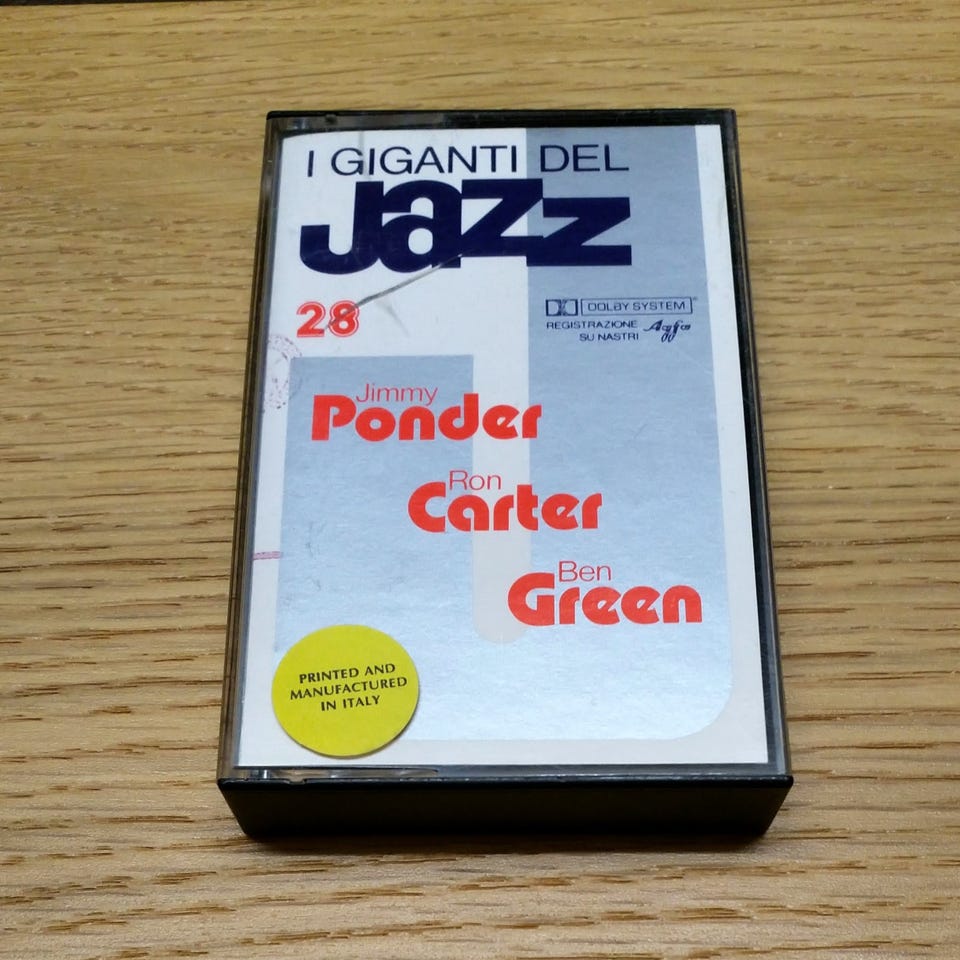 I GIGANTI DEL
Jazz
28
DOLBY SYSTEM
REGISTRAZIONE Agfa
SU NASTRI
Jimmy
Ponder
Ron
Carter
Ben
Green
PRINTED AND
MANUFACTURED
IN ITALY